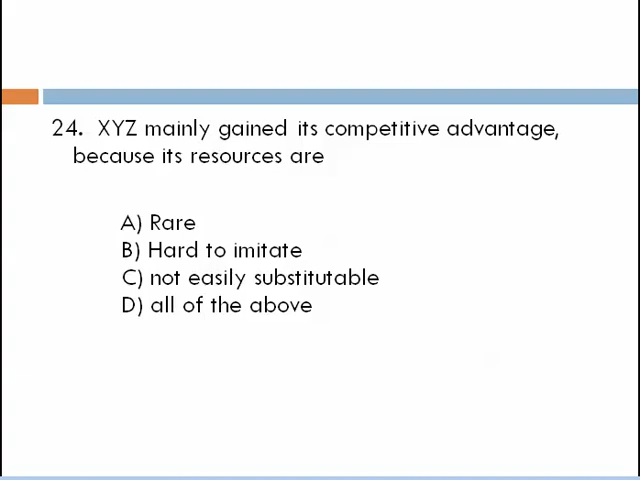 24. XYZ mainly gained its competitive advantage,
because its resources are
A) Rare
B) Hard to imitate
C) not easily substitutable
D) all of the above